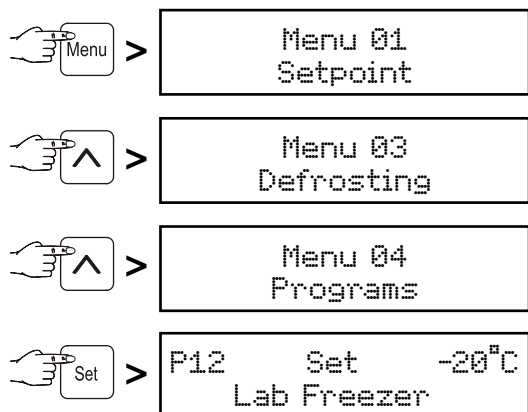 Menu > Menu 01
Setpoint
> Menu 03
Defrosting
> Menu 04
Programs
Set > P12 Set -20°C
Lab Freezer